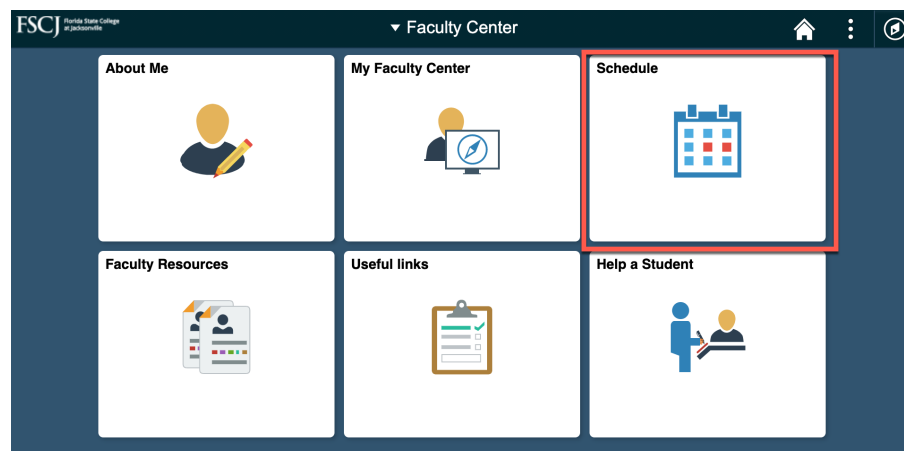 FSCJ Florida State College
at Jacksonville
Faculty Center
About Me
My Faculty Center
Schedule
Faculty Resources
Useful links
Help a Student